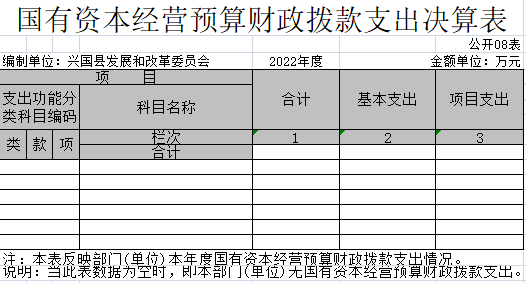 国有资本经营预算财政拨款支出决算表
公开08表
编制单位：兴国县发展和改革委员会 2022年度 金额单位：万元
项 目
支出功能分类科目编码 科目名称 合计 基本支出 项目支出
类 款 项 栏次 1 2 3
合计
注：本表反映部门(单位)本年度国有资本经营预算财政拨款支出情况。
说明：当此表数据为空时，即本部门(单位)无国有资本经营预算财政拨款支出。